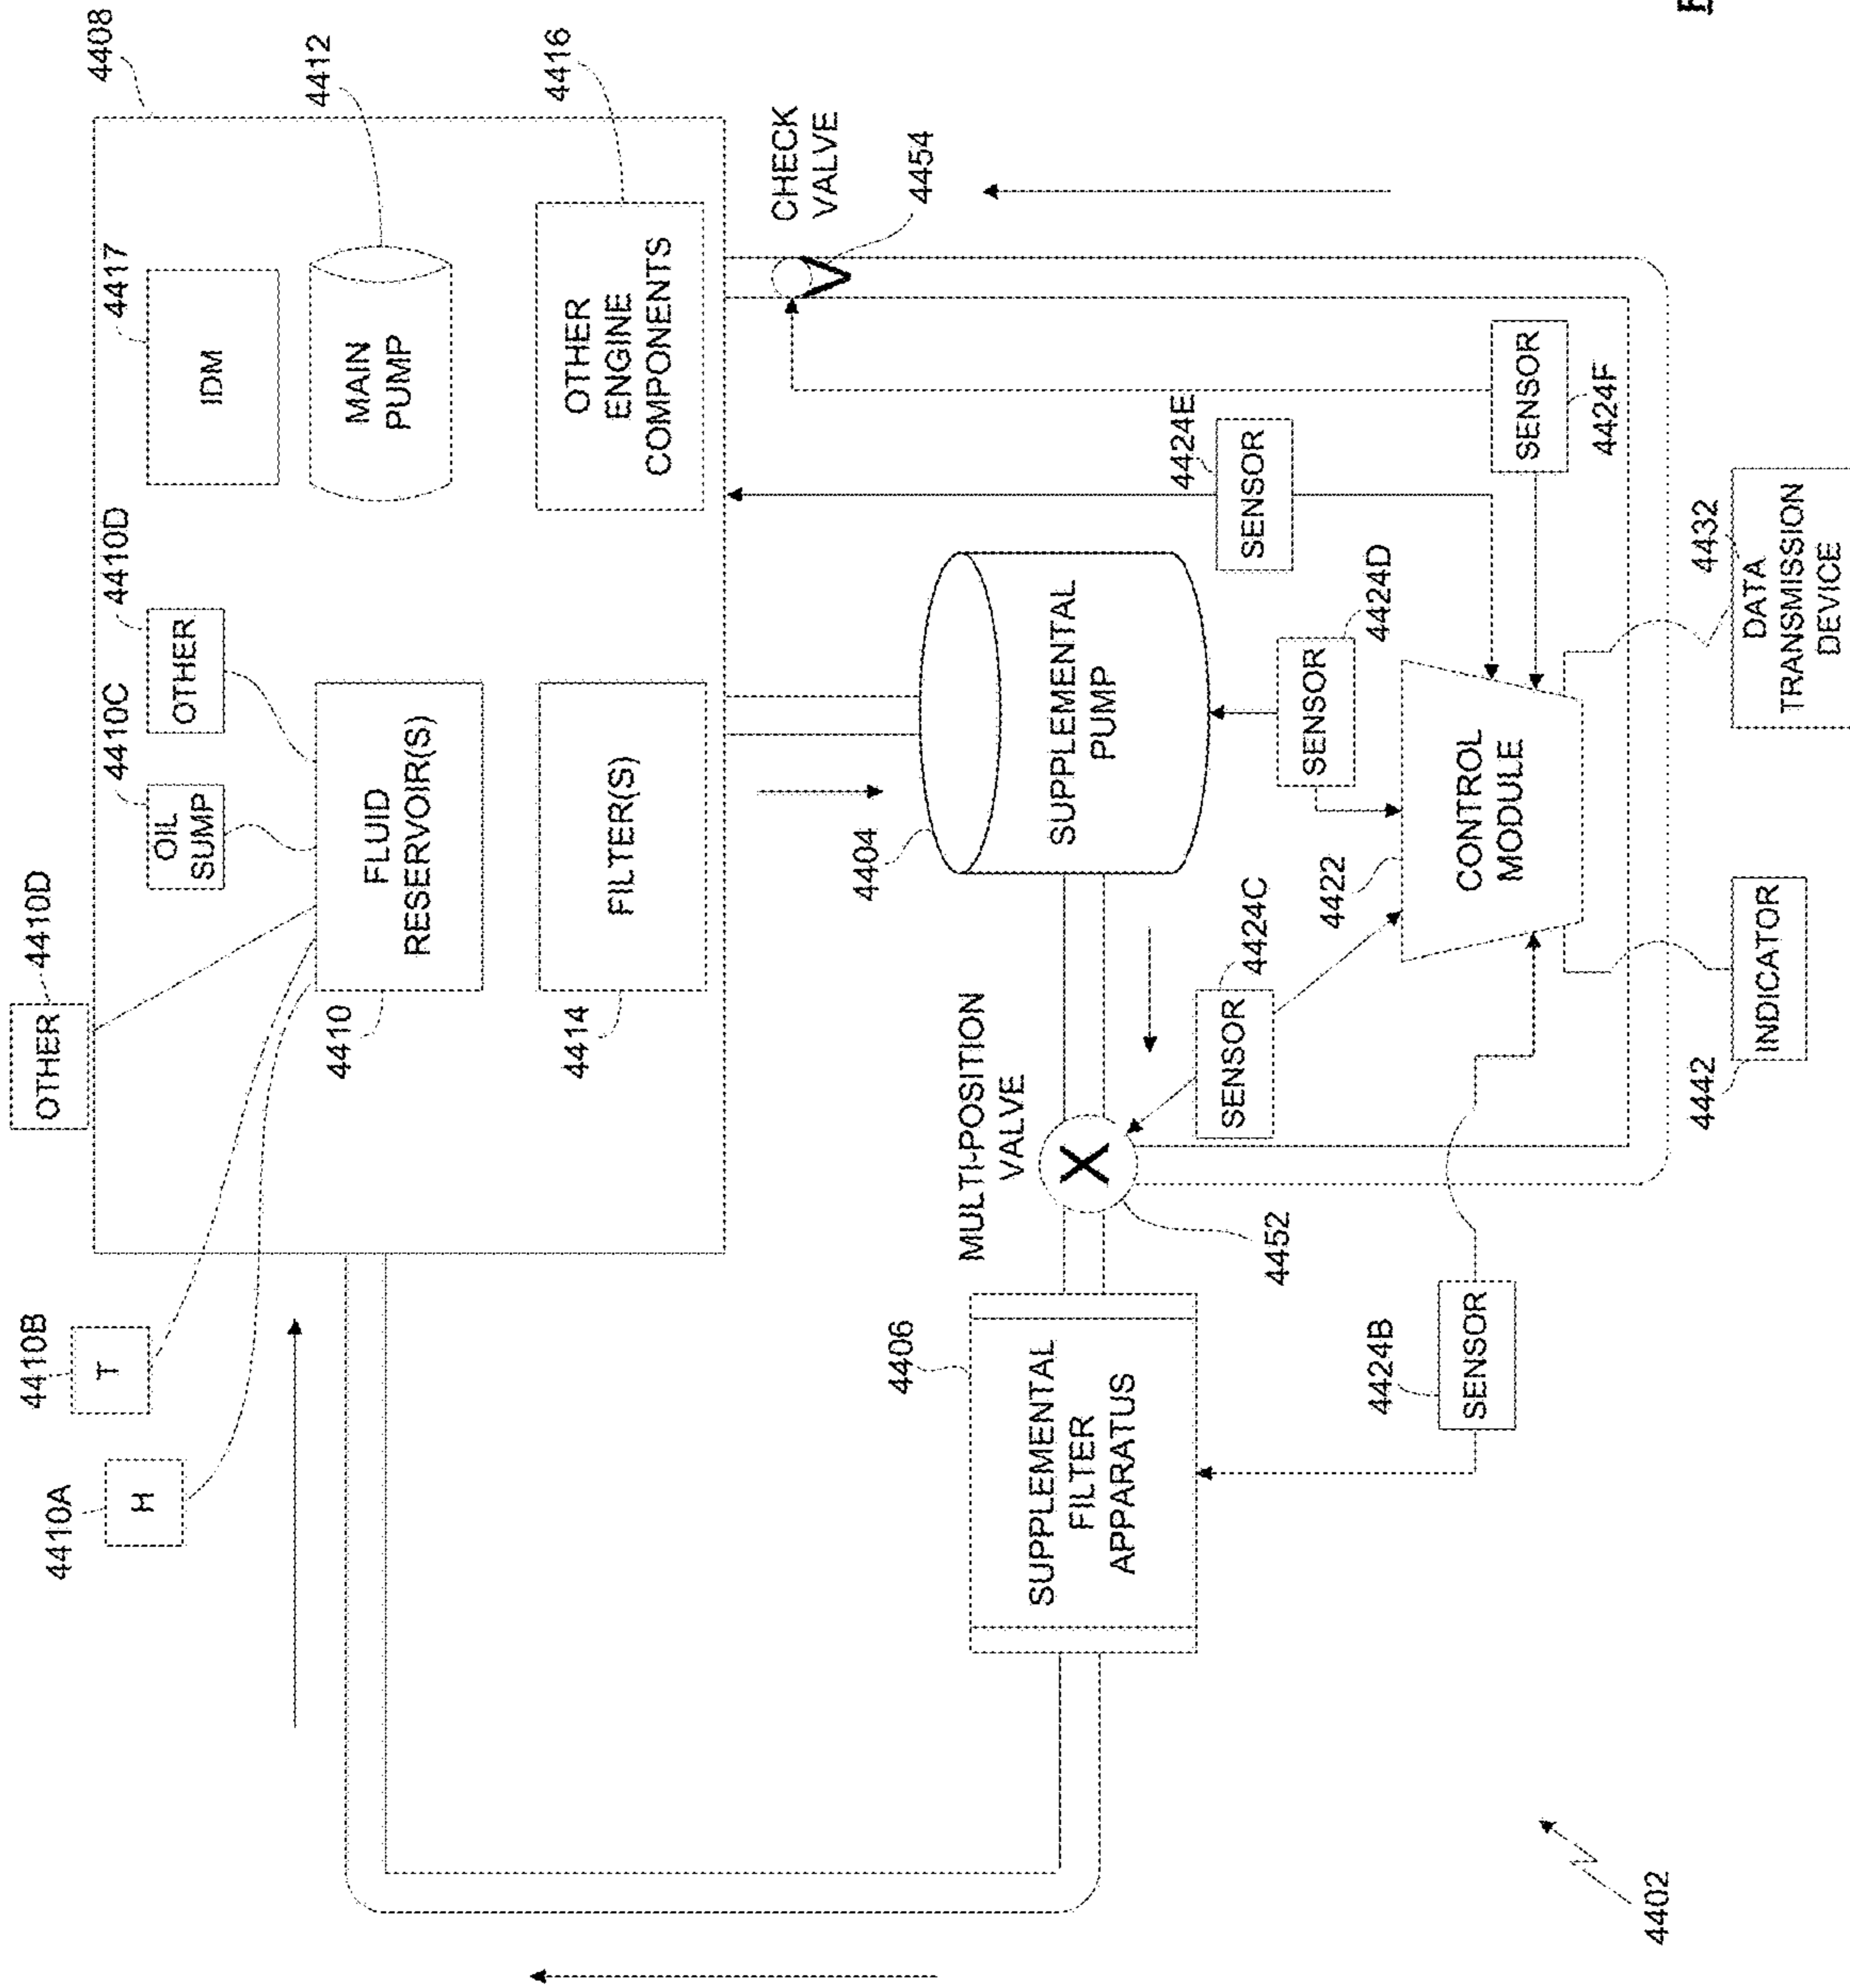 OTHER
4410D
4410B
T
4410A
H
4408
4410C
OIL
SUMP
4410D
OTHER
4417
IDM
4412
4410
FLUID
RESERVOIR(S)
MAIN
PUMP
4414
FILTER(S)
OTHER
ENGINE
COMPONENTS
4416
CHECK
VALVE
4454
4406
SUPPLEMENTAL
FILTER
APPARATUS
MULTI-POSITION
VALVE
4452
4404
SUPPLEMENTAL
PUMP
4424C
SENSOR
4424D
SENSOR
4424E
SENSOR
4424B
SENSOR
4422
CONTROL
MODULE
SENSOR
4424F
4402
4442
INDICATOR
4432
DATA
TRANSMISSION
DEVICE